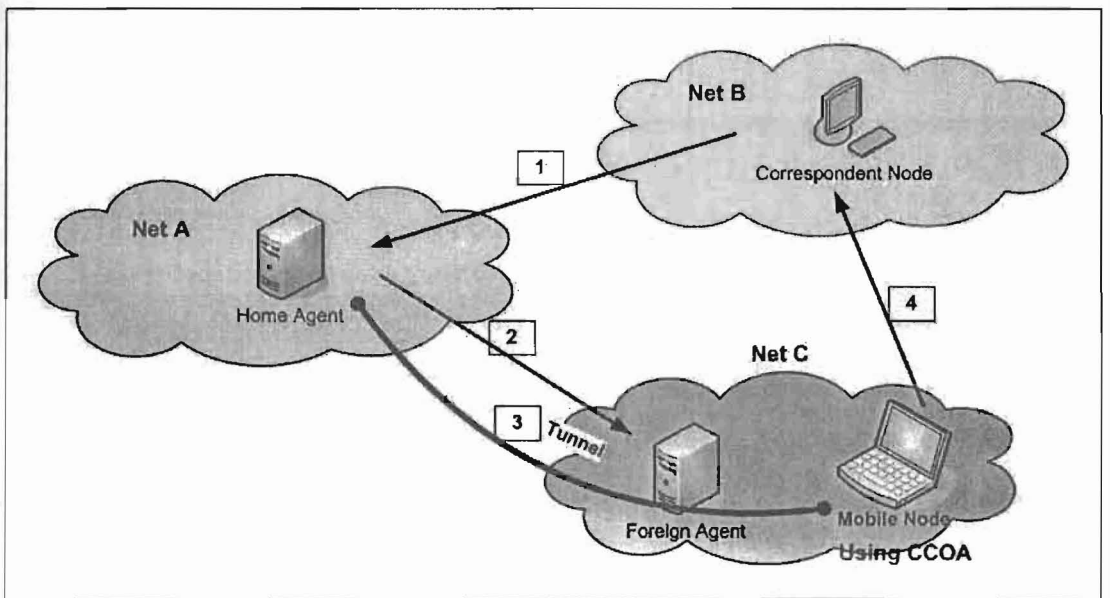 Net B
Correspondent Node
1
Net A
Home Agent
2
4
Net C
3
Tunnel
Foreign Agent
Mobile Node
Using CCOA